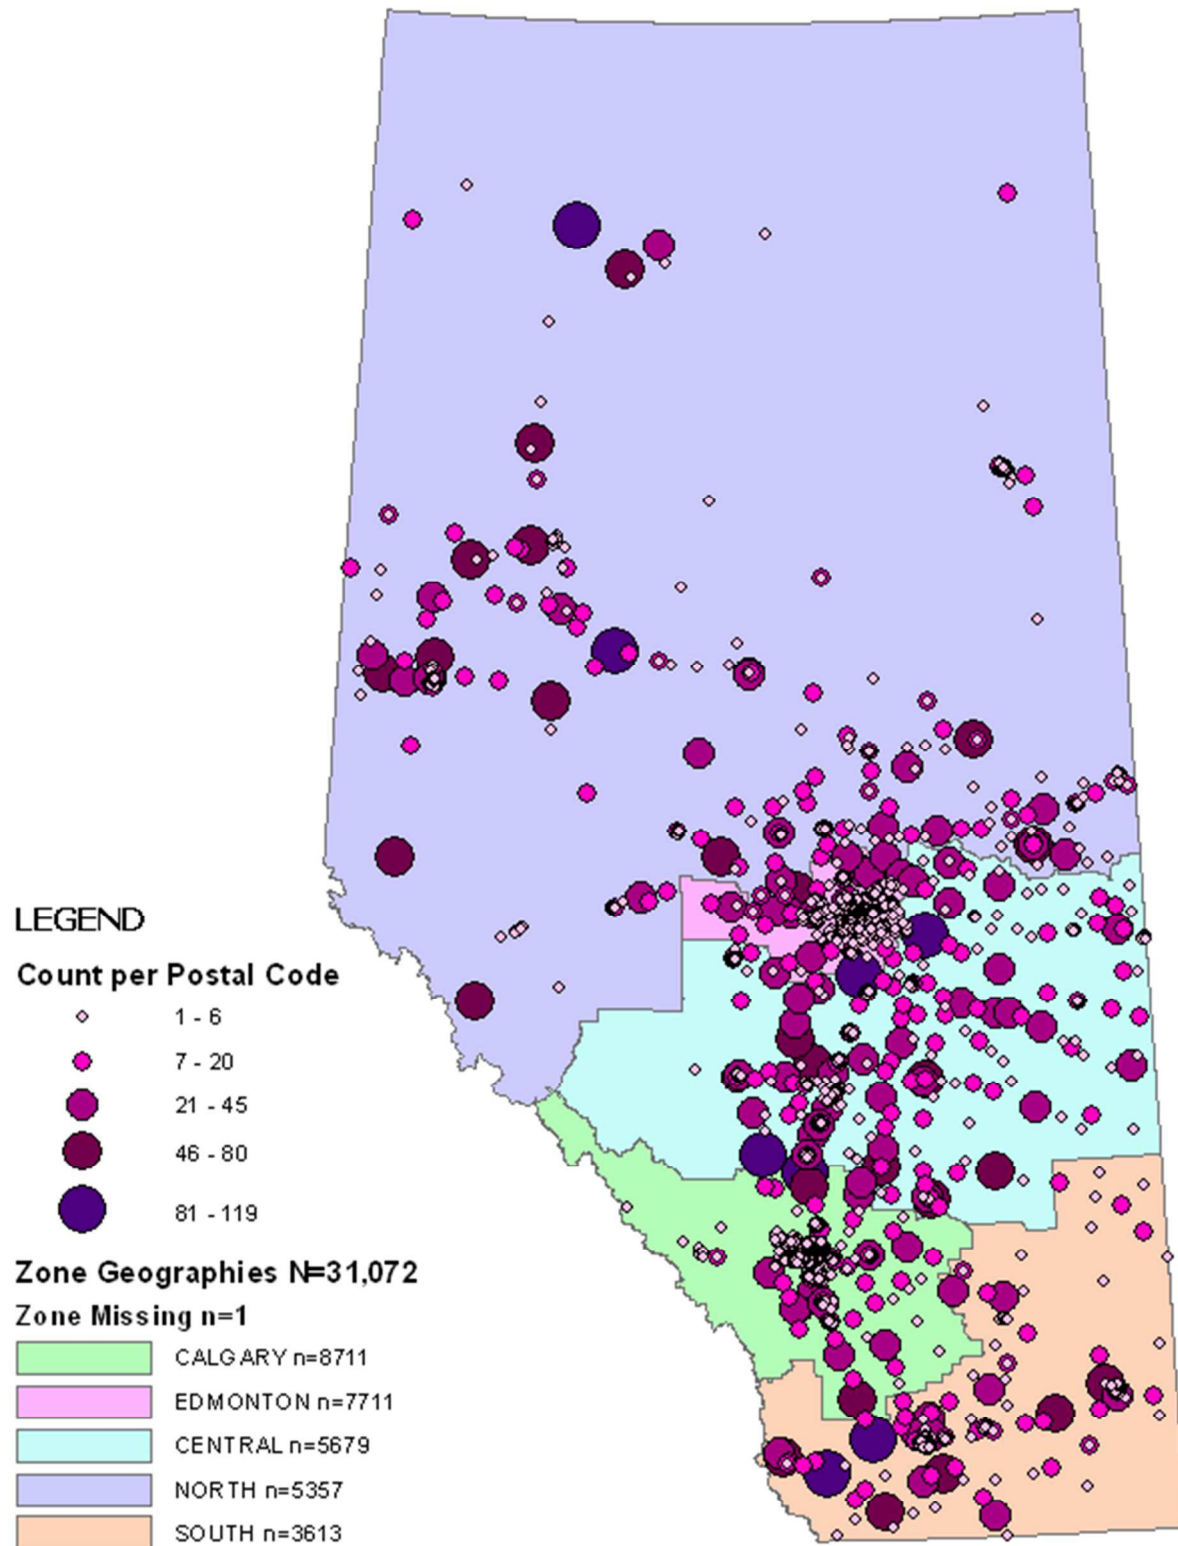 LEGEND
Count per Postal Code
1 - 6
7 - 20
21 - 45
46 - 80
81 - 119
Zone Geographies N=31,072
Zone Missing n=1
CALGARY n=8711
EDMONTON n=7711
CENTRAL n=5679
NORTH n=5357
SOUTH n=3613